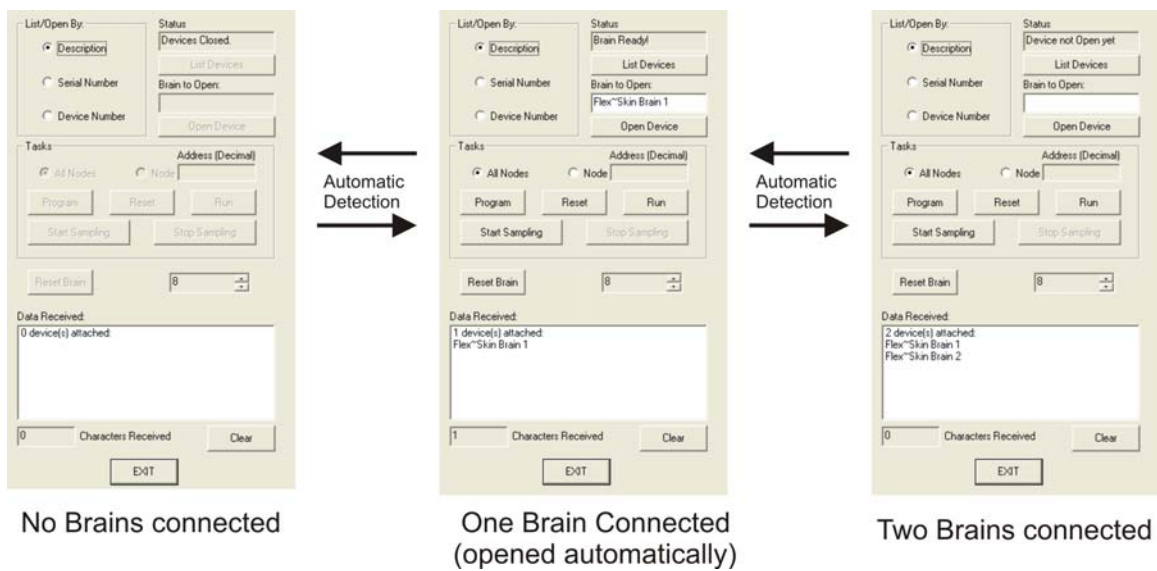 List/Open By:
Description
Serial Number
Device Number
Status
Devices Closed.
List Devices
Brain to Open:
Open Device
Tasks
Address (Decimal)
All Nodes
Node
Program
Reset
Run
Start Sampling
Stop Sampling
Reset Brain
8
Data Received:
0 device(s) attached:
0
Characters Received
Clear
EXIT
No Brains connected
Automatic
Detection
List/Open By:
Description
Serial Number
Device Number
Status
Brain Ready!
List Devices
Brain to Open:
Flex~Skin Brain 1
Open Device
Tasks
Address (Decimal)
All Nodes
Node
Program
Reset
Run
Start Sampling
Stop Sampling
Reset Brain
8
Data Received:
1 device(s) attached:
Flex~Skin Brain 1
1
Characters Received
Clear
EXIT
One Brain Connected
(opened automatically)
Automatic
Detection
List/Open By:
Description
Serial Number
Device Number
Status
Device not Open yet
List Devices
Brain to Open:
Open Device
Tasks
Address (Decimal)
All Nodes
Node
Program
Reset
Run
Start Sampling
Stop Sampling
Reset Brain
8
Data Received:
2 device(s) attached:
Flex~Skin Brain 1
Flex~Skin Brain 2
0
Characters Received
Clear
EXIT
Two Brains connected